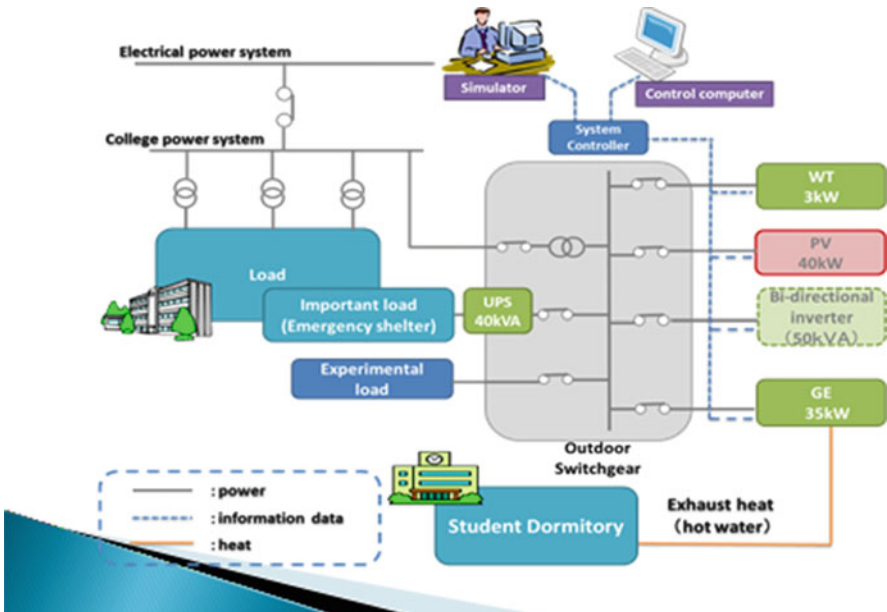 Electrical power system
Simulator
Control computer
College power system
System
Controller
WT
3kW
PV
40kW
Load
Important load
(Emergency shelter)
UPS
40kVA
Bi-directional
inverter
(50kVA)
Experimental
load
GE
35kW
Outdoor
Switchgear
: power
: information data
: heat
Student Dormitory
Exhaust heat
(hot water)